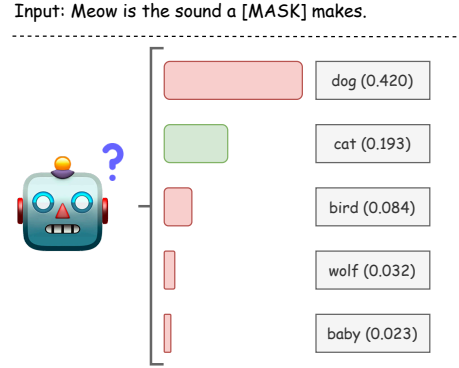 Input: Meow is the sound a [MASK] makes.
?
dog (0.420)
cat (0.193)
bird (0.084)
wolf (0.032)
baby (0.023)